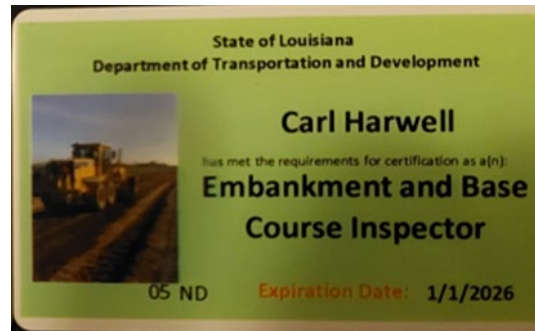 State of Louisiana
Department of Transportation and Development
Carl Harwell
has met the requirements for certification as a(n):
Embankment and Base
Course Inspector
05 ND Expiration Date: 1/1/2026